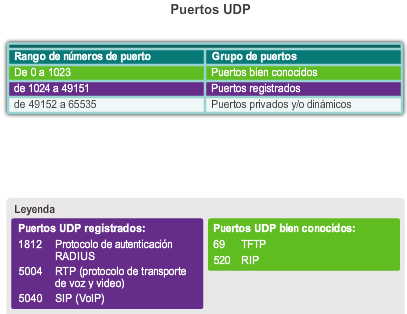 Puertos UDP
Rango de números de puerto Grupo de puertos
De 0 a 1023 Puertos bien conocidos
de 1024 a 49151 Puertos registrados
de 49152 a 65535 Puertos privados y/o dinámicos
Leyenda
Puertos UDP registrados:
1812 Protocolo de autenticación
RADIUS
5004 RTP (protocolo de transporte
de voz y video)
5040 SIP (VoIP)
Puertos UDP bien conocidos:
69 TFTP
520 RIP